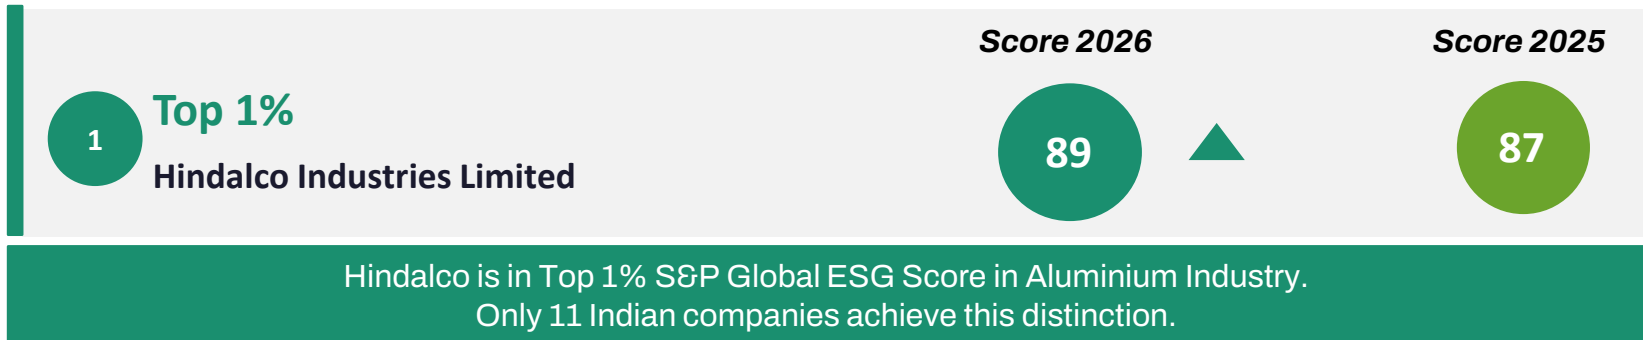 Score 2026
Score 2025
1
Top 1%
Hindalco Industries Limited
89
87
Hindalco is in Top 1% S&P Global ESG Score in Aluminium Industry.
Only 11 Indian companies achieve this distinction.